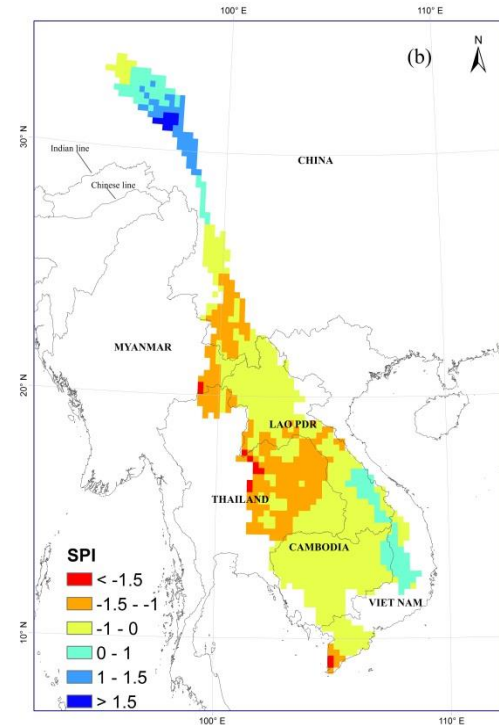 100° E
110° E
(b)
N
30° N
Indian line
Chinese line
CHINA
MYANMAR
20° N
LAO PDR
THAILAND
CAMBODIA
VIET NAM
SPI
< -1.5
-1.5 - -1
-1 - 0
0 - 1
1 - 1.5
> 1.5
10° N
100° E
110° E